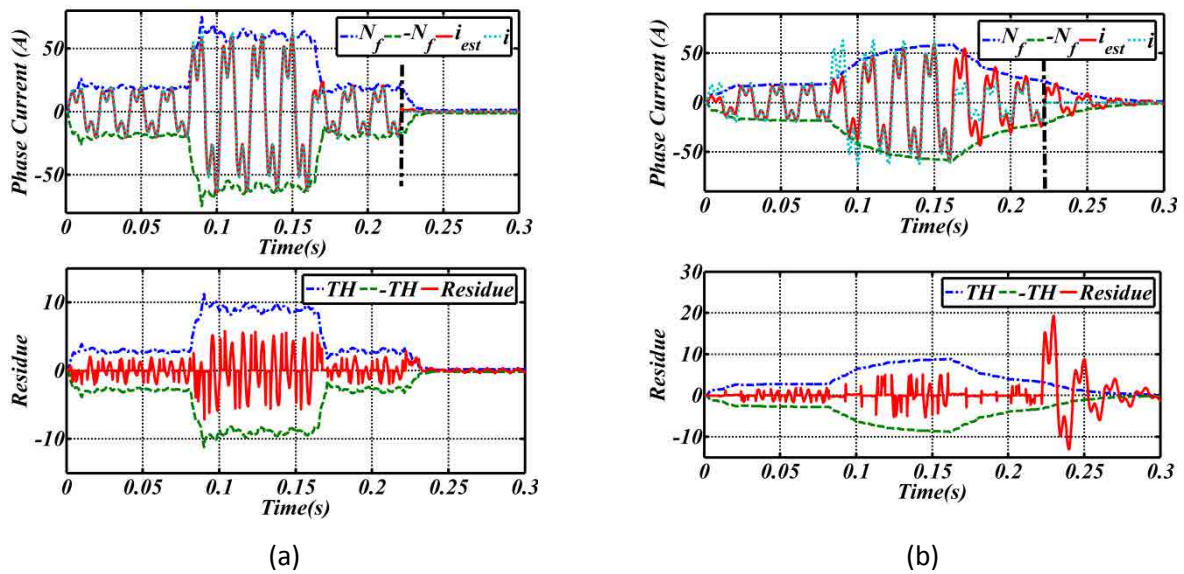 N_f -N_f i_est i
Phase Current (A)
50
0
-50
0 0.05 0.1 0.15 0.2 0.25 0.3
Time(s)
TH -TH Residue
Residue
10
0
-10
0 0.05 0.1 0.15 0.2 0.25 0.3
Time(s)
(a)
N_f -N_f i_est i
Phase Current (A)
50
0
-50
0 0.05 0.1 0.15 0.2 0.25 0.3
Time(s)
TH -TH Residue
Residue
30
20
10
0
-10
0 0.05 0.1 0.15 0.2 0.25 0.3
Time(s)
(b)